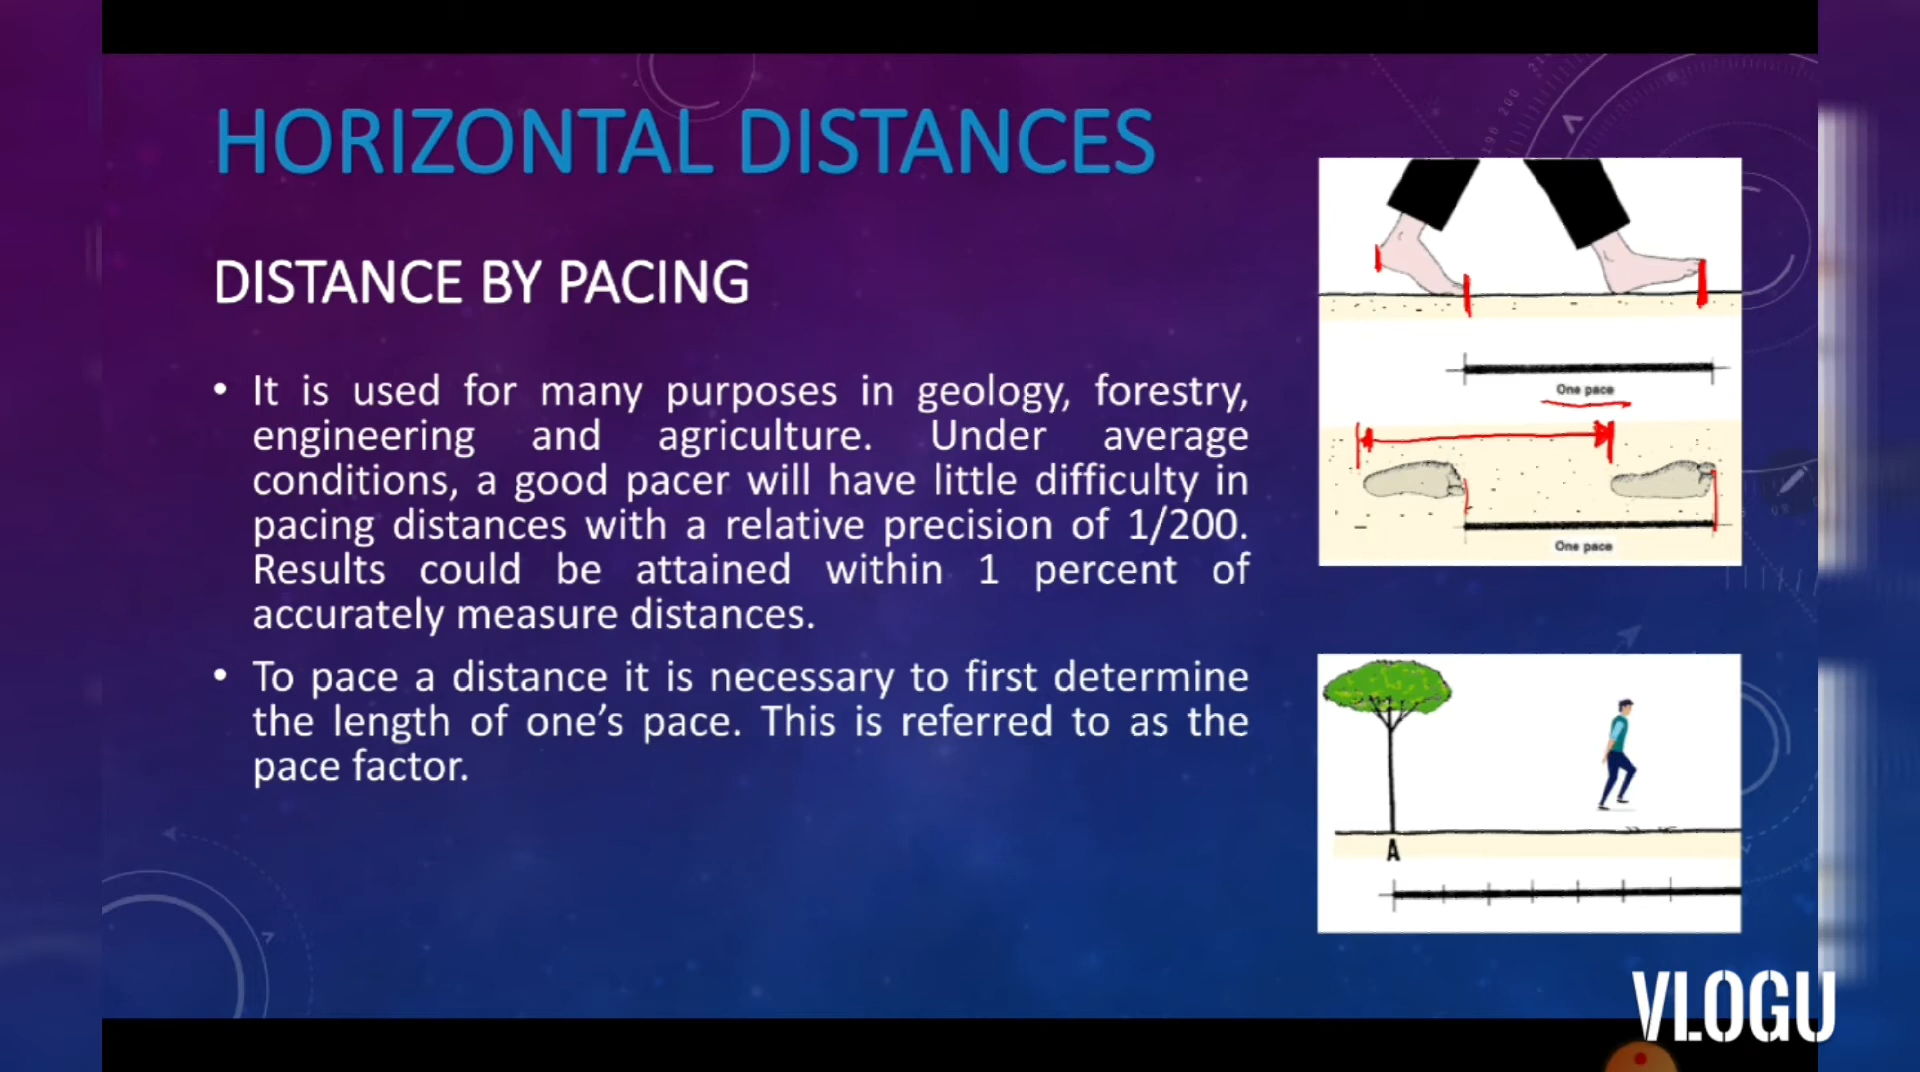 HORIZONTAL DISTANCES
DISTANCE BY PACING
• It is used for many purposes in geology, forestry,
engineering and agriculture. Under average
conditions, a good pacer will have little difficulty in
pacing distances with a relative precision of 1/200.
Results could be attained within 1 percent of
accurately measure distances.
• To pace a distance it is necessary to first determine
the length of one’s pace. This is referred to as the
pace factor.
One pace
One pace
A
190 200
VLOGU